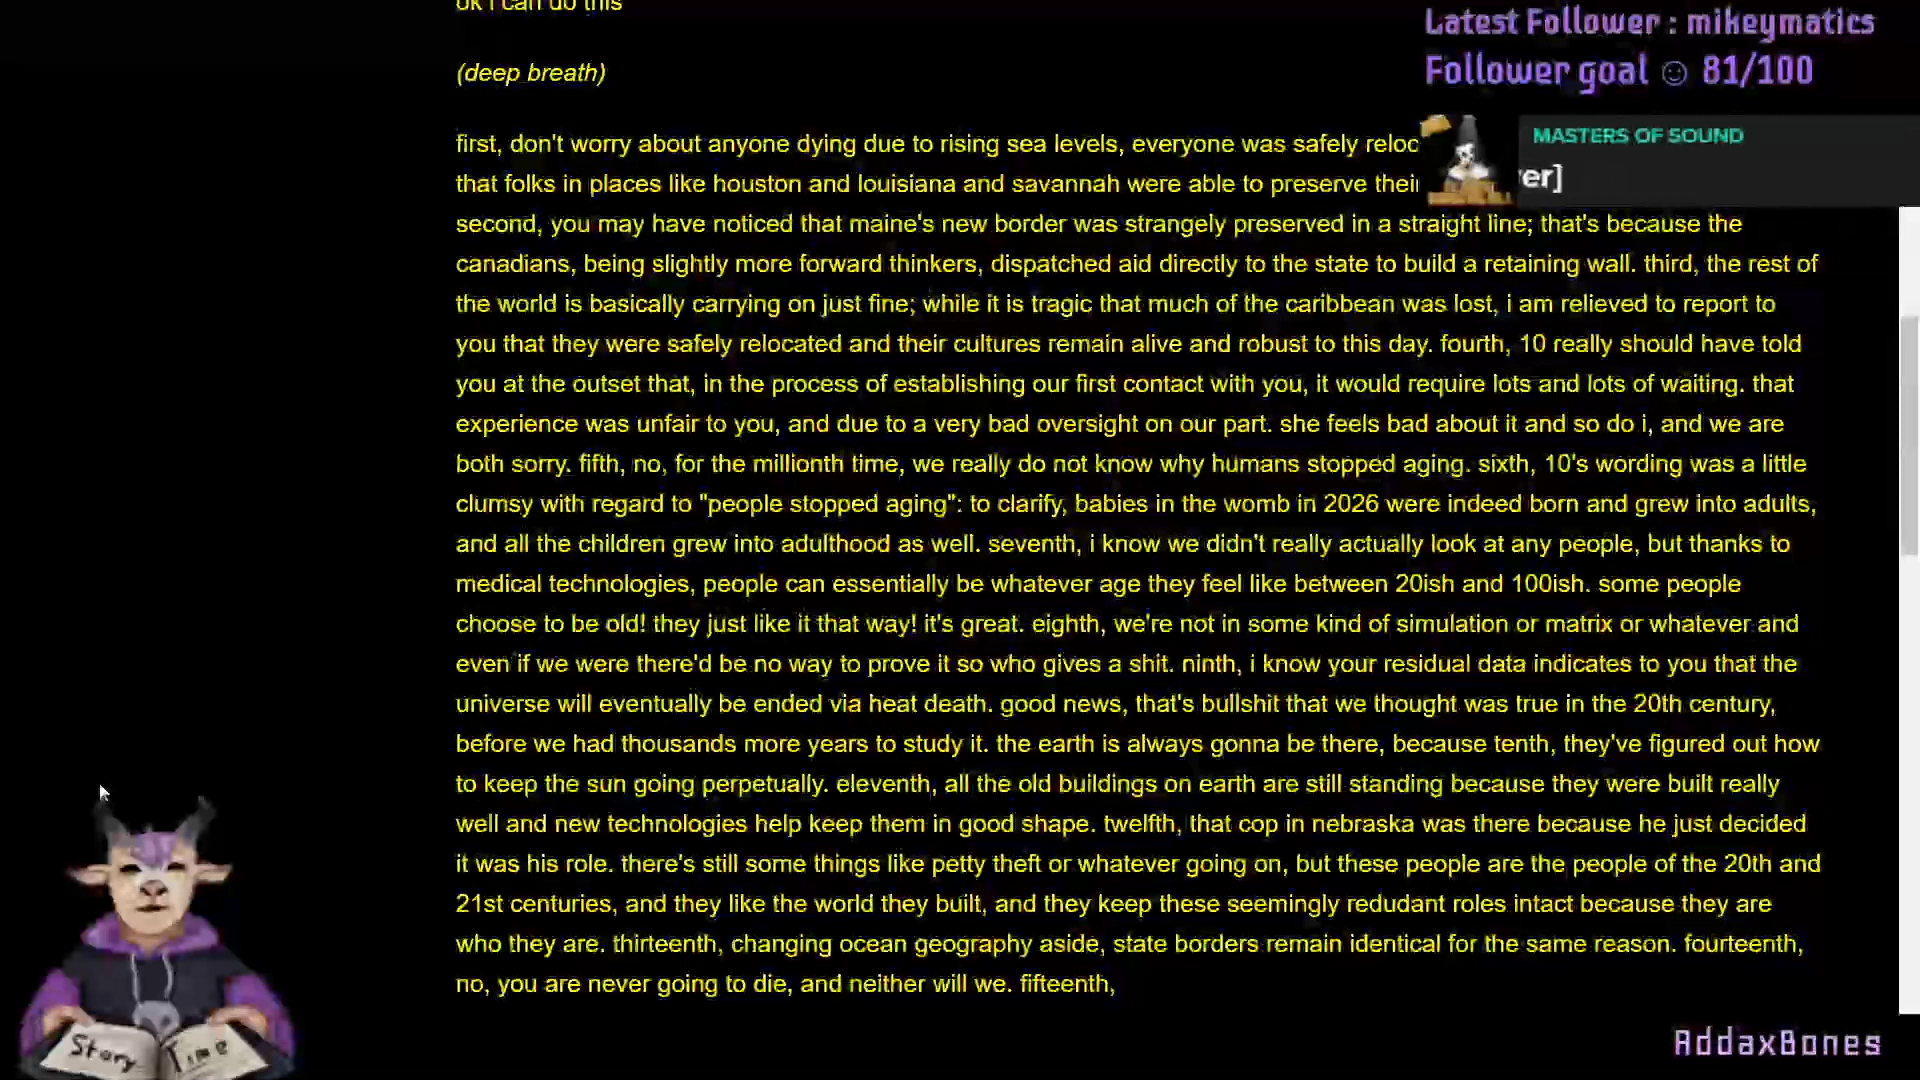 ok i can do this
Latest Follower : mikeymatics
(deep breath)
Follower goal ☺ 81/100
MASTERS OF SOUND
er]
first, don't worry about anyone dying due to rising sea levels, everyone was safely
that folks in places like houston and louisiana and savannah were able to preserve
second, you may have noticed that maine's new border was strangely preserved in a straight line; that's because the
canadians, being slightly more forward thinkers, dispatched aid directly to the state to build a retaining wall. third, the rest of
the world is basically carrying on just fine; while it is tragic that much of the caribbean was lost, i am relieved to report to
you that they were safely relocated and their cultures remain alive and robust to this day. fourth, 10 really should have told
you at the outset that, in the process of establishing our first contact with you, it would require lots and lots of waiting. that
experience was unfair to you, and due to a very bad oversight on our part. she feels bad about it and so do i, and we are
both sorry. fifth, no, for the millionth time, we really do not know why humans stopped aging. sixth, 10's wording was a little
clumsy with regard to "people stopped aging": to clarify, babies in the womb in 2026 were indeed born and grew into adults,
and all the children grew into adulthood as well. seventh, i know we didn't really actually look at any people, but thanks to
medical technologies, people can essentially be whatever age they feel like between 20ish and 100ish. some people
choose to be old! they just like it that way! it's great. eighth, we're not in some kind of simulation or matrix or whatever and
even if we were there'd be no way to prove it so who gives a shit. ninth, i know your residual data indicates to you that the
universe will eventually be ended via heat death. good news, that's bullshit that we thought was true in the 20th century,
before we had thousands more years to study it. the earth is always gonna be there, because tenth, they've figured out how
to keep the sun going perpetually. eleventh, all the old buildings on earth are still standing because they were built really
well and new technologies help keep them in good shape. twelfth, that cop in nebraska was there because he just decided
it was his role. there's still some things like petty theft or whatever going on, but these people are the people of the 20th and
21st centuries, and they like the world they built, and they keep these seemingly redudant roles intact because they are
who they are. thirteenth, changing ocean geography aside, state borders remain identical for the same reason. fourteenth,
no, you are never going to die, and neither will we. fifteenth,
Story Time
AddaxBones